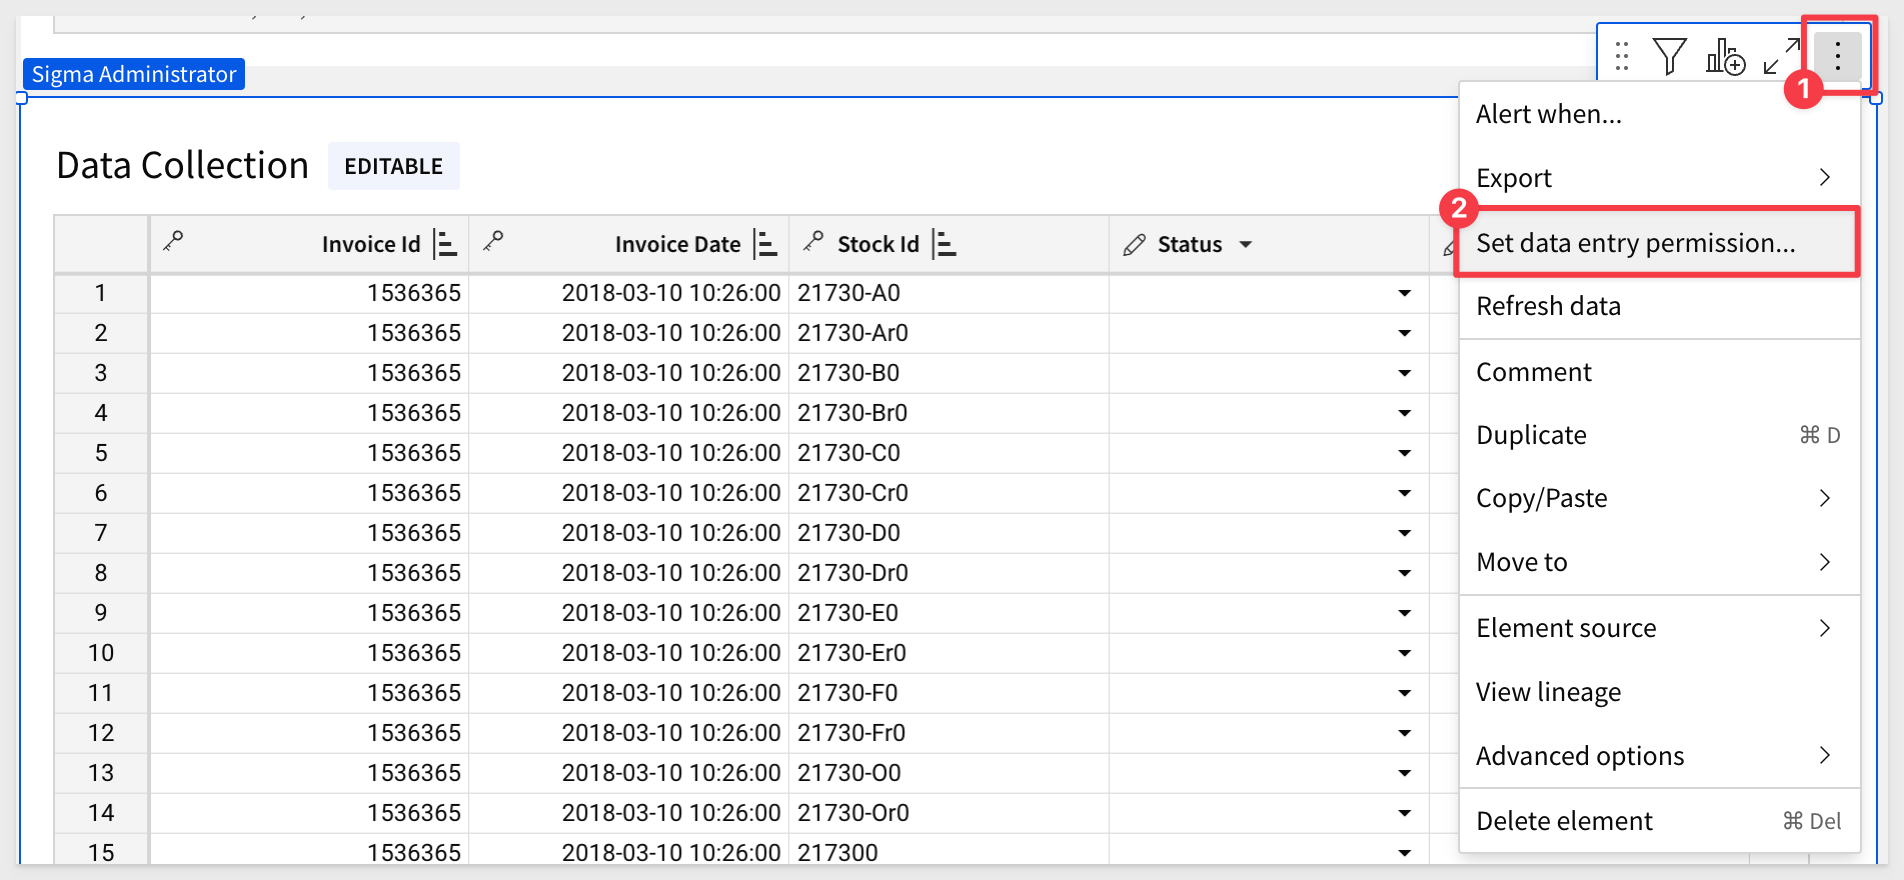 Sigma Administrator
1
Data Collection EDITABLE
Alert when...
Export
2
Set data entry permission...
Refresh data
Comment
Duplicate ⌘ D
Copy/Paste
Move to
Element source
View lineage
Advanced options
Delete element ⌘ Del
Invoice Id Invoice Date Stock Id Status
1 1536365 2018-03-10 10:26:00 21730-A0
2 1536365 2018-03-10 10:26:00 21730-Ar0
3 1536365 2018-03-10 10:26:00 21730-B0
4 1536365 2018-03-10 10:26:00 21730-Br0
5 1536365 2018-03-10 10:26:00 21730-C0
6 1536365 2018-03-10 10:26:00 21730-Cr0
7 1536365 2018-03-10 10:26:00 21730-D0
8 1536365 2018-03-10 10:26:00 21730-Dr0
9 1536365 2018-03-10 10:26:00 21730-E0
10 1536365 2018-03-10 10:26:00 21730-Er0
11 1536365 2018-03-10 10:26:00 21730-F0
12 1536365 2018-03-10 10:26:00 21730-Fr0
13 1536365 2018-03-10 10:26:00 21730-O0
14 1536365 2018-03-10 10:26:00 21730-Or0
15 1536365 2018-03-10 10:26:00 217300